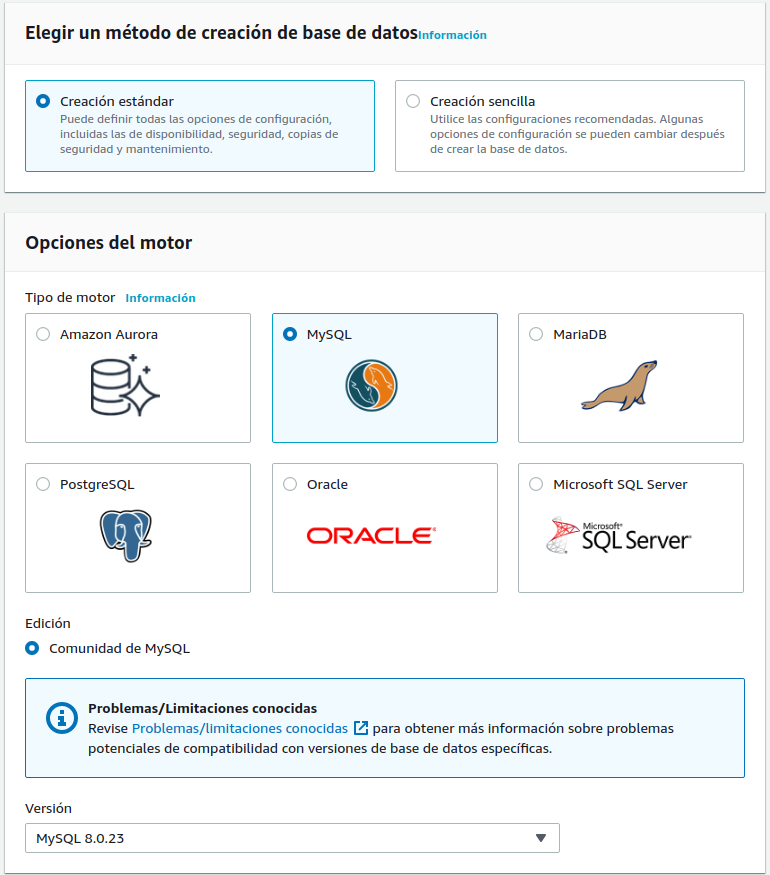 Elegir un método de creación de base de datos Información
Creación estándar
Puede definir todas las opciones de configuración,
incluidas las de disponibilidad, seguridad, copias de
seguridad y mantenimiento.
Creación sencilla
Utilice las configuraciones recomendadas. Algunas
opciones de configuración se pueden cambiar después
de crear la base de datos.
Opciones del motor
Tipo de motor Información
Amazon Aurora
MySQL
MariaDB
PostgreSQL
Oracle
ORACLE®
Microsoft SQL Server
Microsoft®
SQL Server®
Edición
Comunidad de MySQL
Problemas/Limitaciones conocidas
Revise Problemas/limitaciones conocidas para obtener más información sobre problemas
potenciales de compatibilidad con versiones de base de datos específicas.
Versión
MySQL 8.0.23